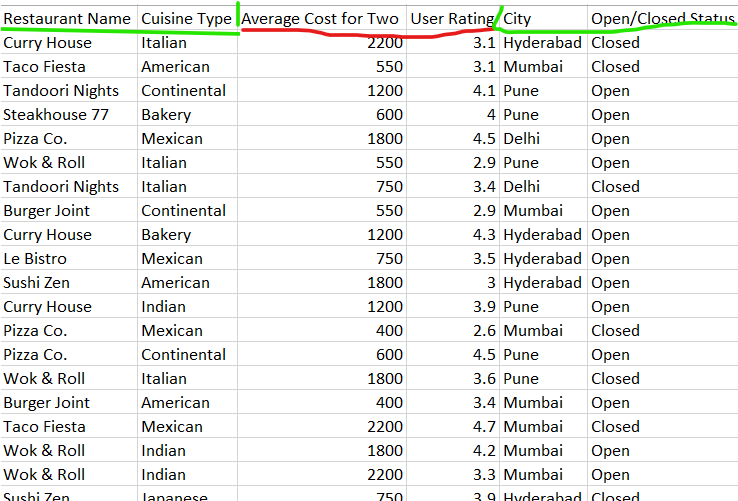 Restaurant Name Cuisine Type Average Cost for Two User Rating City Open/Closed Status
Curry House Italian 2200 3.1 Hyderabad Closed
Taco Fiesta American 550 3.1 Mumbai Closed
Tandoori Nights Continental 1200 4.1 Pune Open
Steakhouse 77 Bakery 600 4 Pune Open
Pizza Co. Mexican 1800 4.5 Delhi Open
Wok & Roll Italian 550 2.9 Pune Open
Tandoori Nights Italian 750 3.4 Delhi Closed
Burger Joint Continental 550 2.9 Mumbai Open
Curry House Bakery 1200 4.3 Hyderabad Open
Le Bistro Mexican 750 3.5 Hyderabad Open
Sushi Zen American 1800 3 Hyderabad Open
Curry House Indian 1200 3.9 Pune Open
Pizza Co. Mexican 400 2.6 Mumbai Closed
Pizza Co. Continental 600 4.5 Pune Open
Wok & Roll Italian 1800 3.6 Pune Closed
Burger Joint American 400 3.4 Mumbai Open
Taco Fiesta Mexican 2200 4.7 Mumbai Closed
Wok & Roll Indian 1800 4.2 Mumbai Open
Wok & Roll Indian 2200 3.3 Mumbai Open
Sushi Zen Japanese 750 3.9 Hyderabad Closed